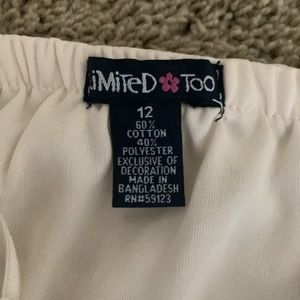 iMiTeD TOO
12
60%
COTTON
40%
POLYESTER
EXCLUSIVE OF
DECORATION
MADE IN
BANGLADESH
RN#59123